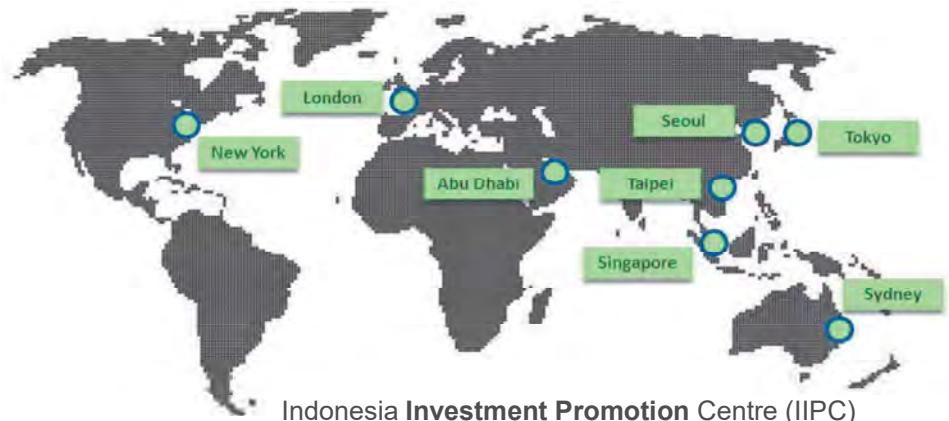 London
New York
Seoul
Tokyo
Abu Dhabi
Taipei
Singapore
Sydney
Indonesia Investment Promotion Centre (IIPC)